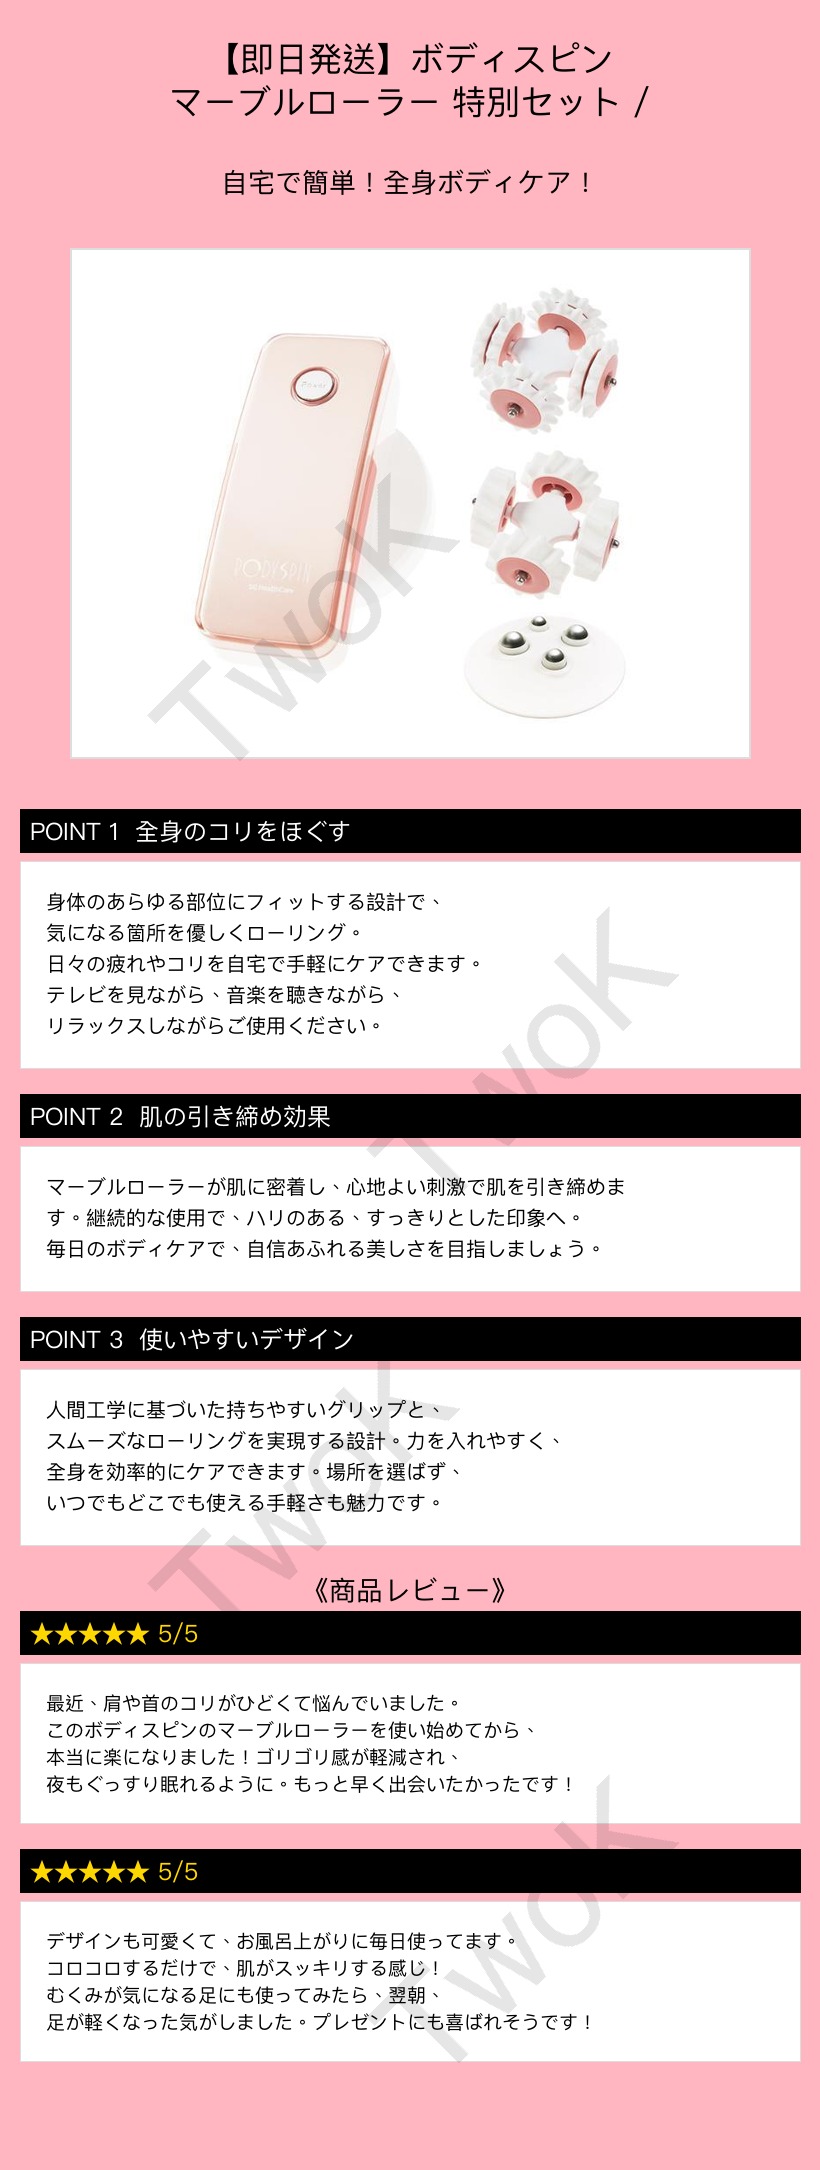 【即日発送】ボディスピン
マーブルローラー 特別セット /
自宅で簡単！全身ボディケア！
Power
BODYSPIN
TwoK
POINT 1 全身のコリをほぐす
身体のあらゆる部位にフィットする設計で、
気になる箇所を優しくローリング。
日々の疲れやコリを自宅で手軽にケアできます。
テレビを見ながら、音楽を聴きながら、
リラックスしながらご使用ください。
TwoK
POINT 2 肌の引き締め効果
マーブルローラーが肌に密着し、心地よい刺激で肌を引き締めま
す。継続的な使用で、ハリのある、すっきりとした印象へ。
毎日のボディケアで、自信あふれる美しさを目指しましょう。
POINT 3 使いやすいデザイン
人間工学に基づいた持ちやすいグリップと、
スムーズなローリングを実現する設計。力を入れやすく、
全身を効率的にケアできます。場所を選ばず、
いつでもどこでも使える手軽さも魅力です。
TwoK
《商品レビュー》
★★★★★ 5/5
最近、肩や首のコリがひどくて悩んでいました。
このボディスピンのマーブルローラーを使い始めてから、
本当に楽になりました！ゴリゴリ感が軽減され、
夜もぐっすり眠れるように。もっと早く出会いたかったです！
★★★★★ 5/5
デザインも可愛くて、お風呂上がりに毎日使ってます。
コロコロするだけで、肌がスッキリする感じ！
むくみが気になる足にも使ってみたら、翌朝、
足が軽くなった気がしました。プレゼントにも喜ばれそうです！
TwoK